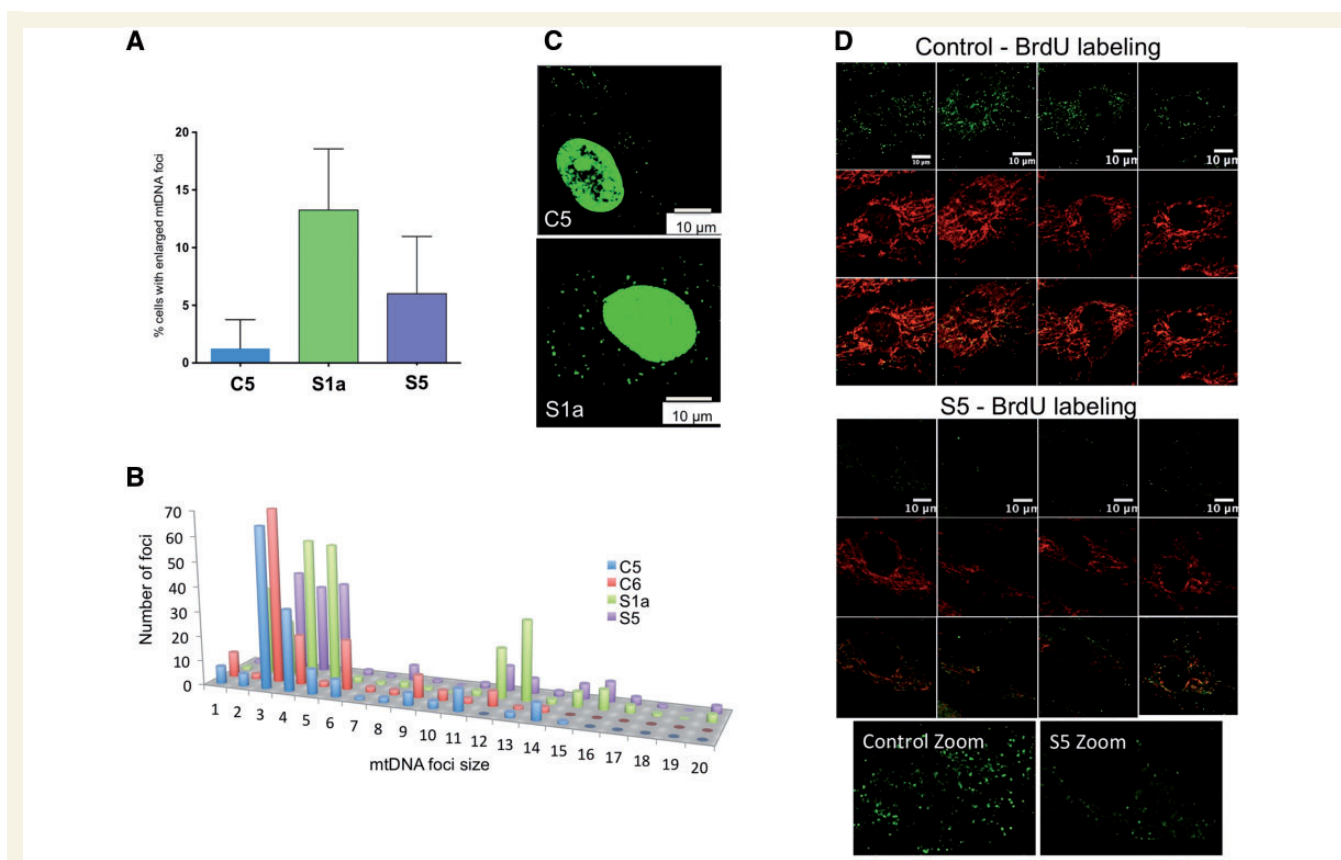 A
20
15
10
5
0
% cells with enlarged mtDNA foci
C5 S1a S5
B
70
60
50
40
30
20
10
0
Number of foci
C5
C6
S1a
S5
1 2 3 4 5 6 7 8 9 10 11 12 13 14 15 16 17 18 19 20
mtDNA foci size
C
C5
10 µm
S1a
10 µm
D
Control - BrdU labeling
10 µm 10 µm 10 µm 10 µm
S5 - BrdU labeling
10 µm 10 µm 10 µm 10 µm
Control Zoom
S5 Zoom